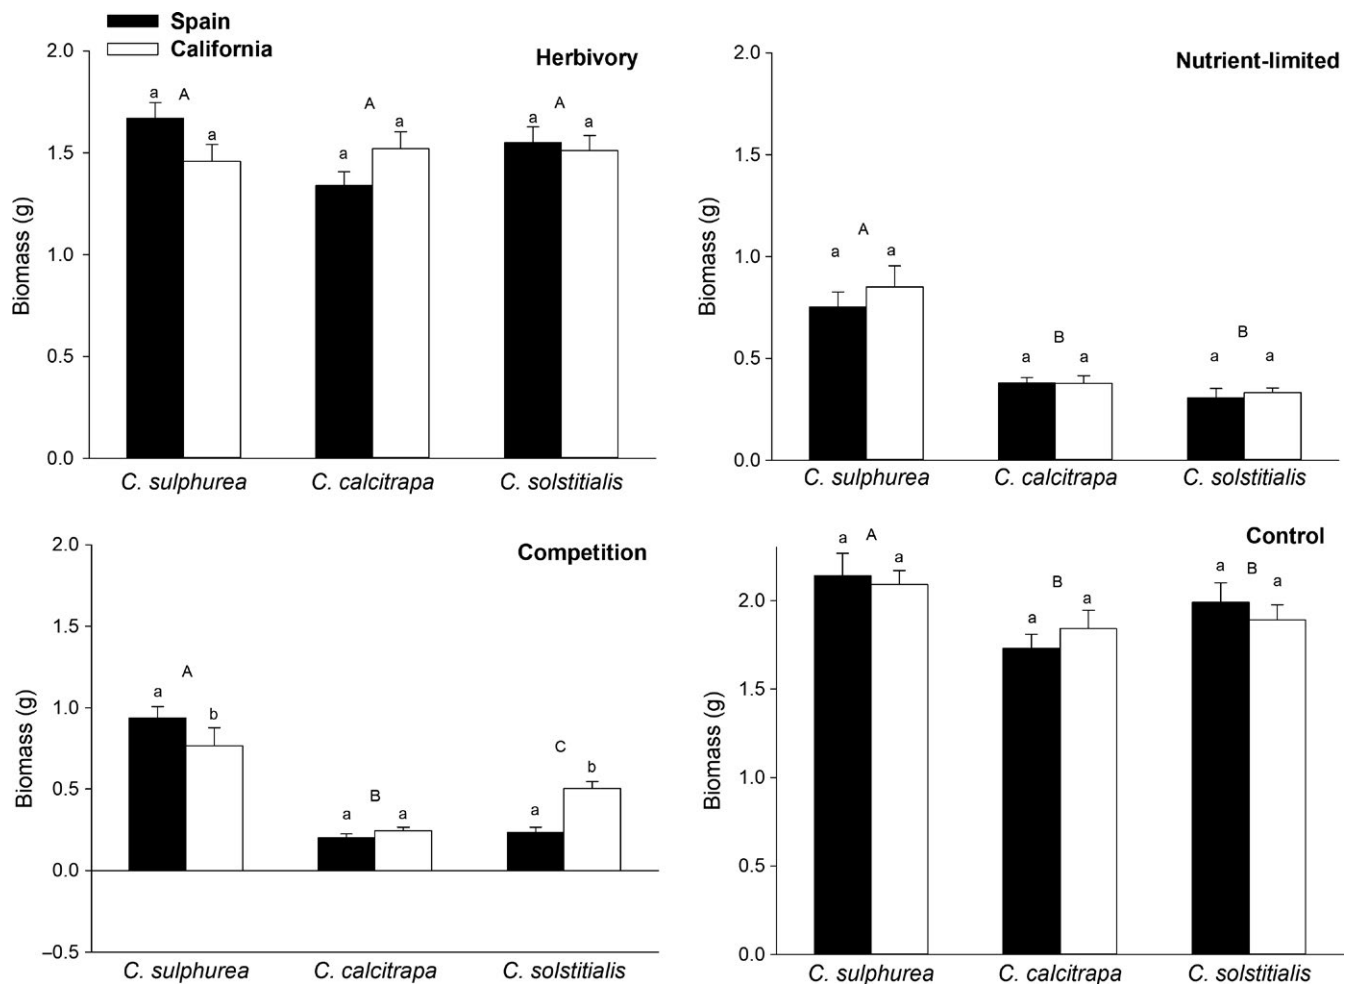 Spain
California
Herbivory
Biomass (g)
2.0
1.5
1.0
0.5
0.0
a A a
a A a
a A a
C. sulphurea C. calcitrapa C. solstitialis
Nutrient-limited
Biomass (g)
2.0
1.5
1.0
0.5
0.0
a A a
a B a
a B a
C. sulphurea C. calcitrapa C. solstitialis
Competition
Biomass (g)
2.0
1.5
1.0
0.5
0.0
–0.5
a A b
a B a
a C b
C. sulphurea C. calcitrapa C. solstitialis
Control
Biomass (g)
2.0
1.5
1.0
0.5
0.0
a A a
a B a
a B a
C. sulphurea C. calcitrapa C. solstitialis